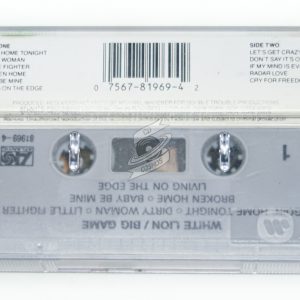 ONE
HOME TONIGHT
WOMAN
FIGHTER
EN HOME
BE MINE
ON THE EDGE
0 7567-81969-4 2
SIDE TWO
LET'S GET CRAZY
DON'T SAY IT'S O
IF MY MIND IS E
RADAR LOVE
CRY FOR FREEDO
81969-4
1
WHITE LION / BIG GAME
HOME TONIGHT • DIRTY WOMAN • LITTLE FIGHTER
BROKEN HOME • BABY BE MINE
LIVING ON THE EDGE